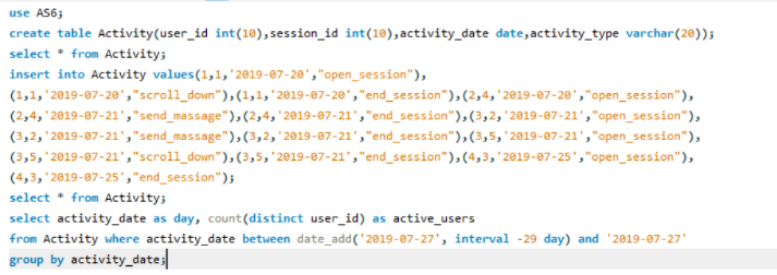 use AS6;
create table Activity(user_id int(10),session_id int(10),activity_date date,activity_type varchar(20));
select * from Activity;
insert into Activity values(1,1,'2019-07-20',"open_session"),
(1,1,'2019-07-20',"scroll_down"),(1,1,'2019-07-20',"end_session"),(2,4,'2019-07-20',"open_session"),
(2,4,'2019-07-21',"send_massage"),(2,4,'2019-07-21',"end_session"),(3,2,'2019-07-21',"open_session"),
(3,2,'2019-07-21',"send_massage"),(3,2,'2019-07-21',"end_session"),(3,5,'2019-07-21',"open_session"),
(3,5,'2019-07-21',"scroll_down"),(3,5,'2019-07-21',"end_session"),(4,3,'2019-07-25',"open_session"),
(4,3,'2019-07-25',"end_session");
select * from Activity;
select activity_date as day, count(distinct user_id) as active_users
from Activity where activity_date between date_add('2019-07-27', interval -29 day) and '2019-07-27'
group by activity_date;